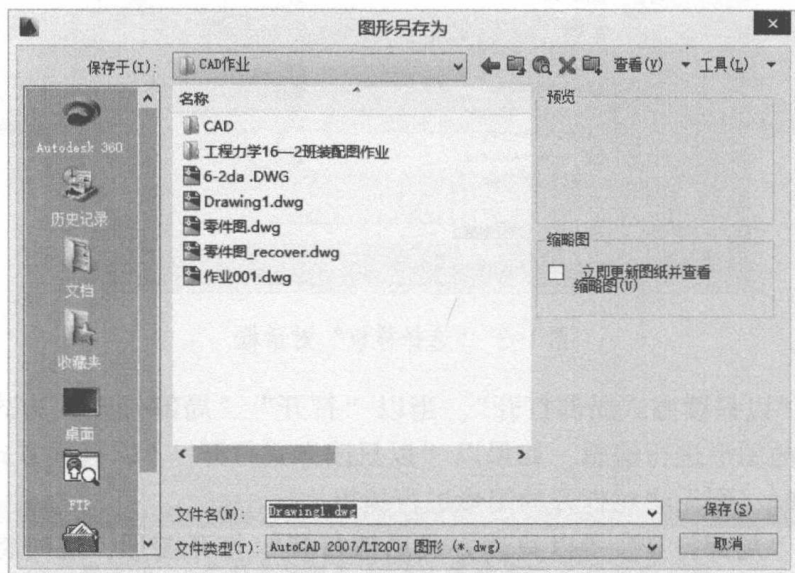 图形另存为
保存于(I):
CAD作业
查看(V)
工具(L)
名称
预览
Autodesk 360
CAD
工程力学16—2班装配图作业
历史记录
6-2da .DWG
Drawing1.dwg
零件图.dwg
零件图_recover.dwg
作业001.dwg
缩略图
立即更新图纸并查看
缩略图(U)
文档
收藏夹
桌面
FTP
文件名(N):
Drawing1.dwg
保存(S)
文件类型(T):
AutoCAD 2007/LT2007 图形 (*.dwg)
取消